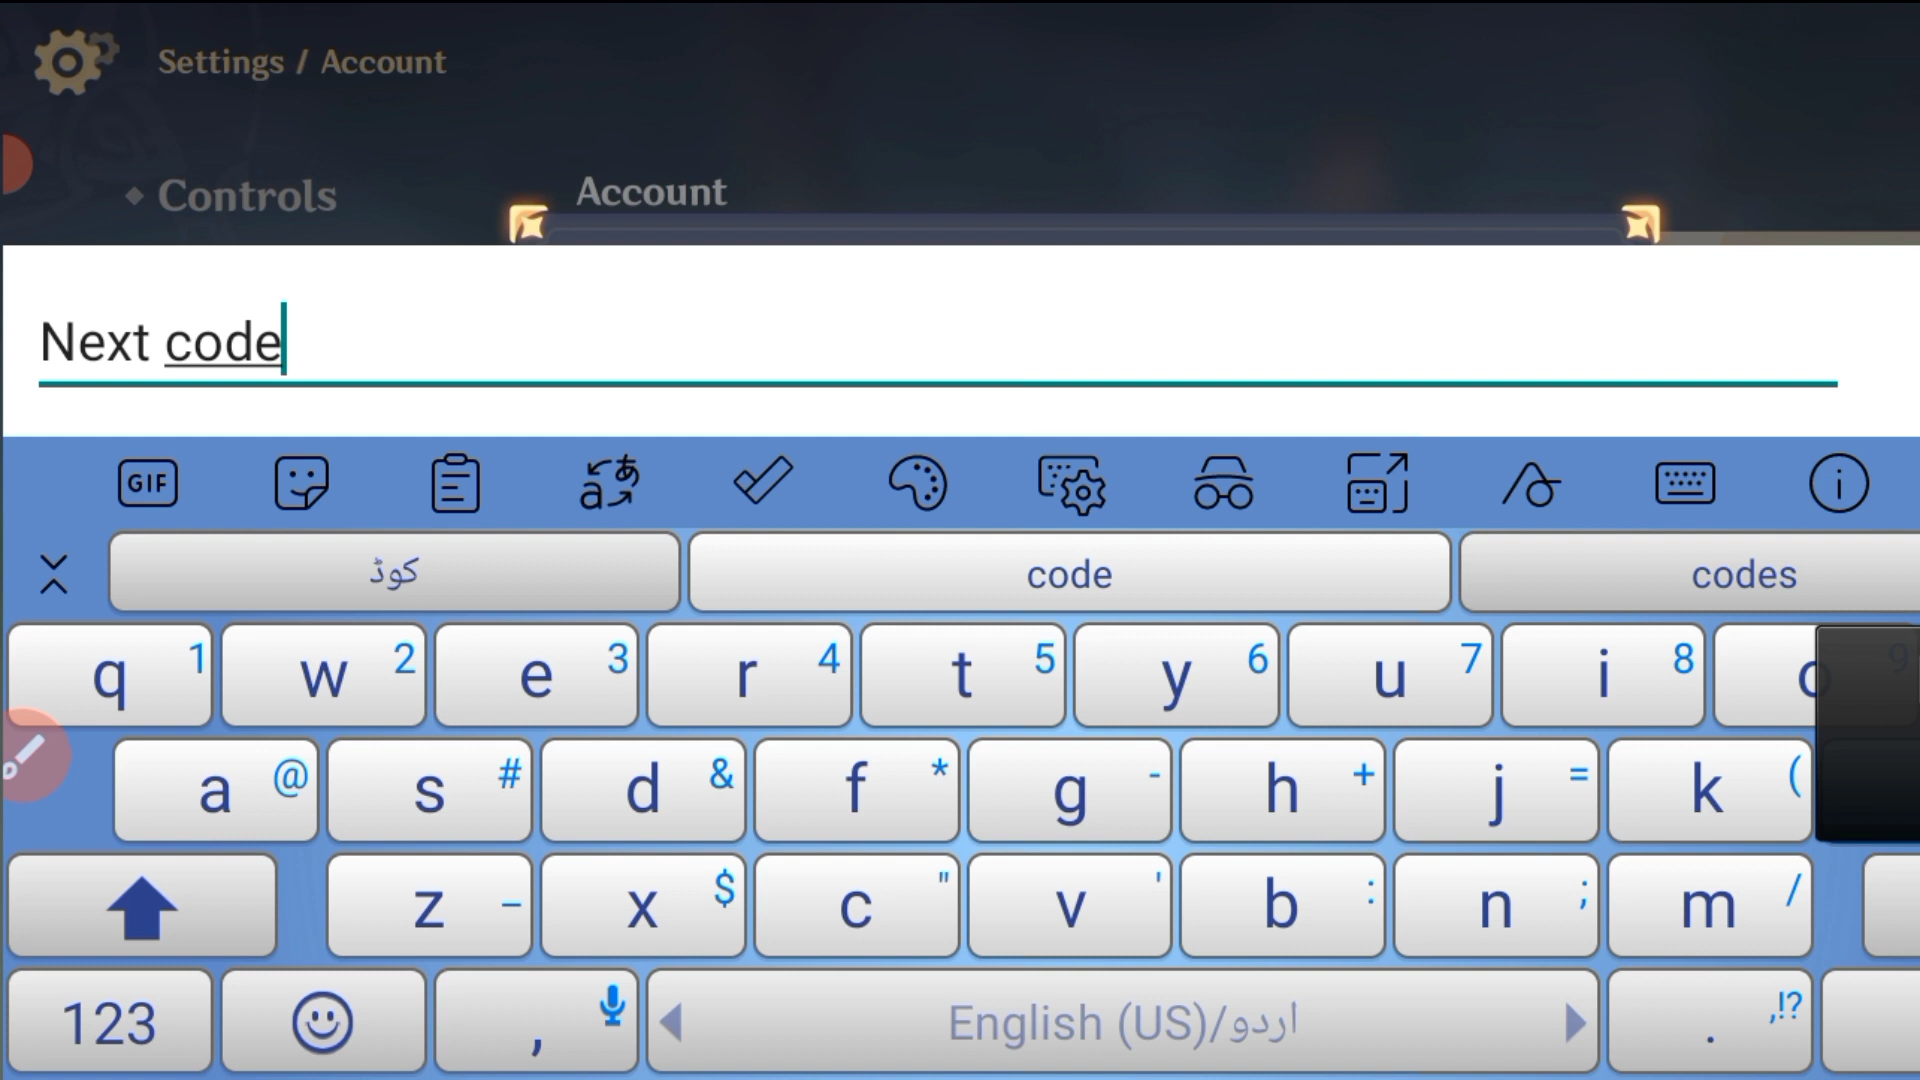 Settings / Account
Controls
Account
Next code
GIF
کوڈ code codes
q 1 w 2 e 3 r 4 t 5 y 6 u 7 i 8 o 9
a @ s # d & f * g - h + j = k (
z _ x $ c " v ' b : n ; m /
123 , English (US)/اردو . ,!?